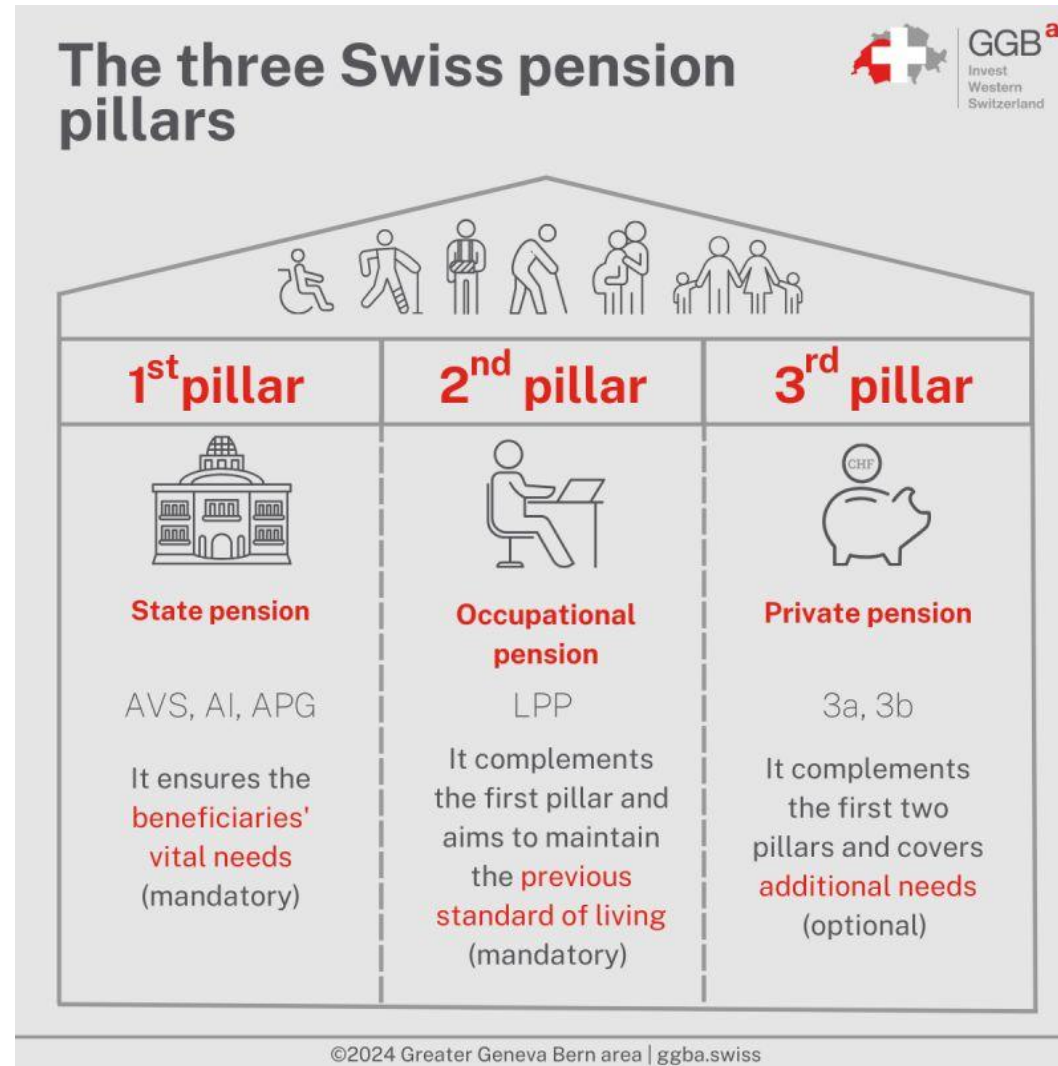 The three Swiss pension
pillars
GGBa
Invest
Western
Switzerland
1st pillar
2nd pillar
3rd pillar
CHF
State pension
AVS, AI, APG
It ensures the
beneficiaries'
vital needs
(mandatory)
Occupational
pension
LPP
It complements
the first pillar and
aims to maintain
the previous
standard of living
(mandatory)
Private pension
3a, 3b
It complements
the first two
pillars and covers
additional needs
(optional)
©2024 Greater Geneva Bern area | ggba.swiss